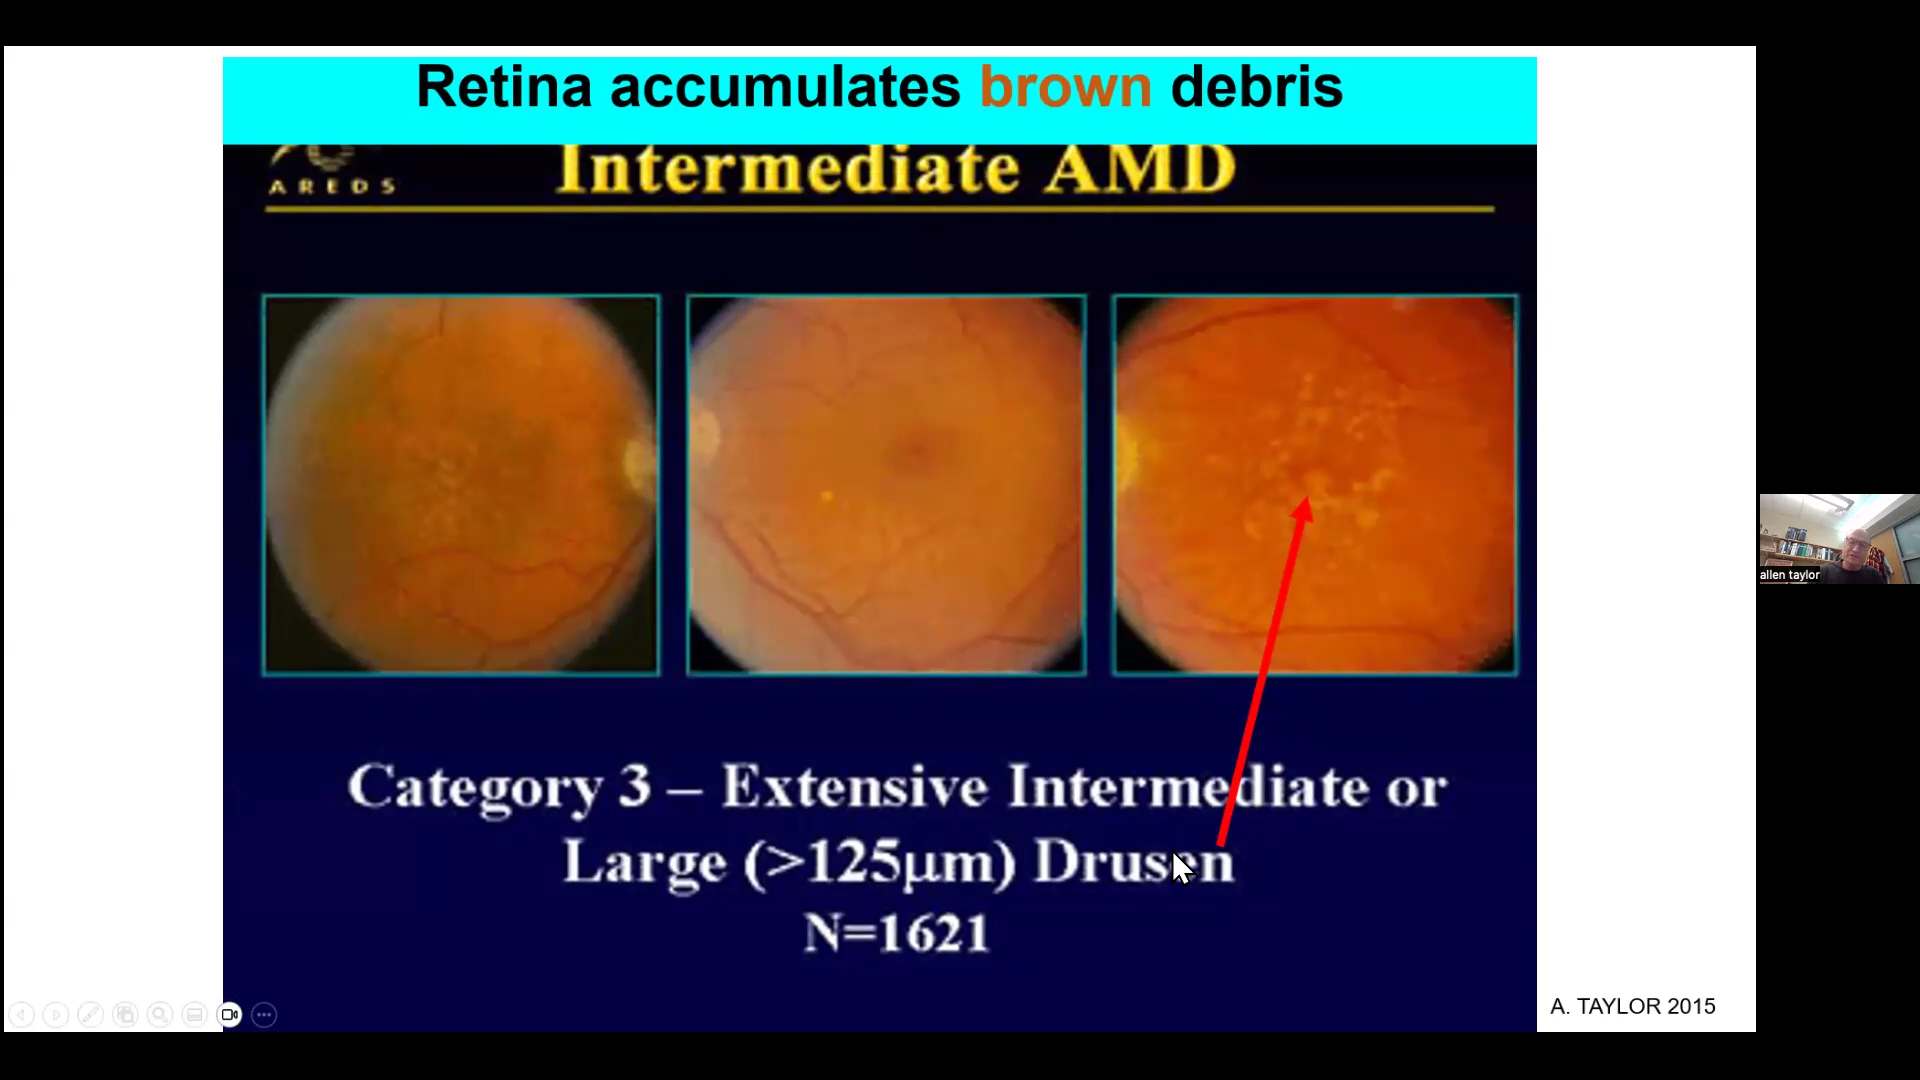 Retina accumulates brown debris
AREDS
Intermediate AMD
Category 3 – Extensive Intermediate or
Large (>125μm) Drusen
N=1621
allen taylor
A. TAYLOR 2015